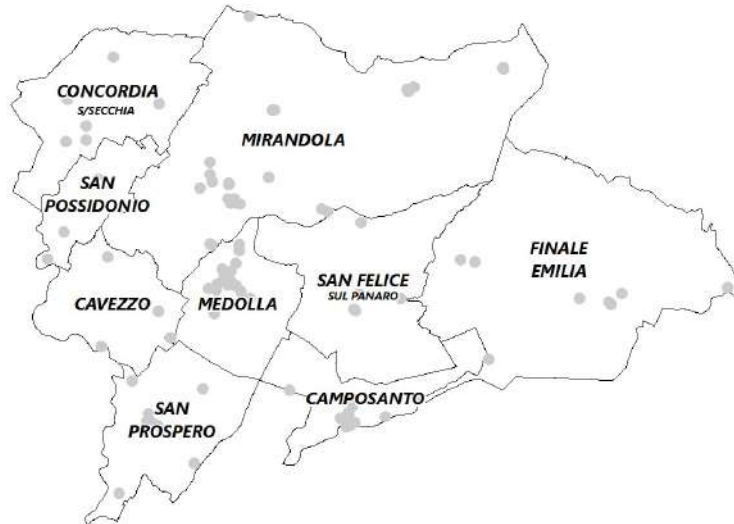 CONCORDIA
S/SECCHIA
MIRANDOLA
SAN
POSSIDONIO
FINALE
EMILIA
SAN FELICE
SUL PANARO
CAVEZZO
MEDOLLA
CAMPOSANTO
SAN
PROSPERO